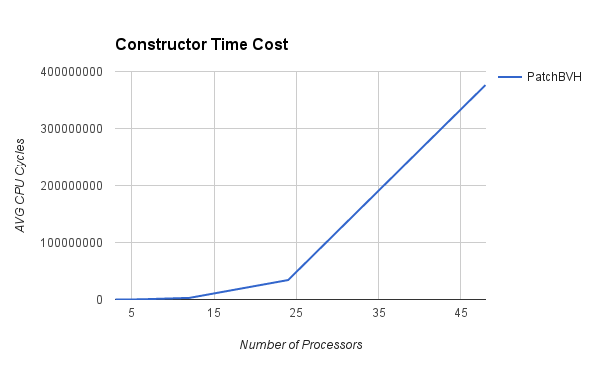 Constructor Time Cost
400000000
300000000
200000000
100000000
0
AVG CPU Cycles
5 15 25 35 45
Number of Processors
PatchBVH